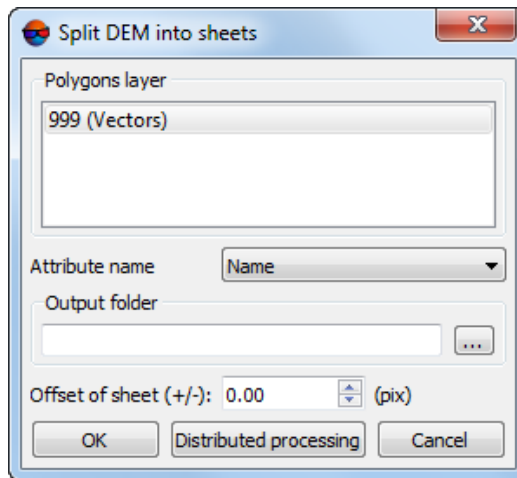 Split DEM into sheets
Polygons layer
999 (Vectors)
Attribute name Name
Output folder
...
Offset of sheet (+/-): 0.00 (pix)
OK Distributed processing Cancel